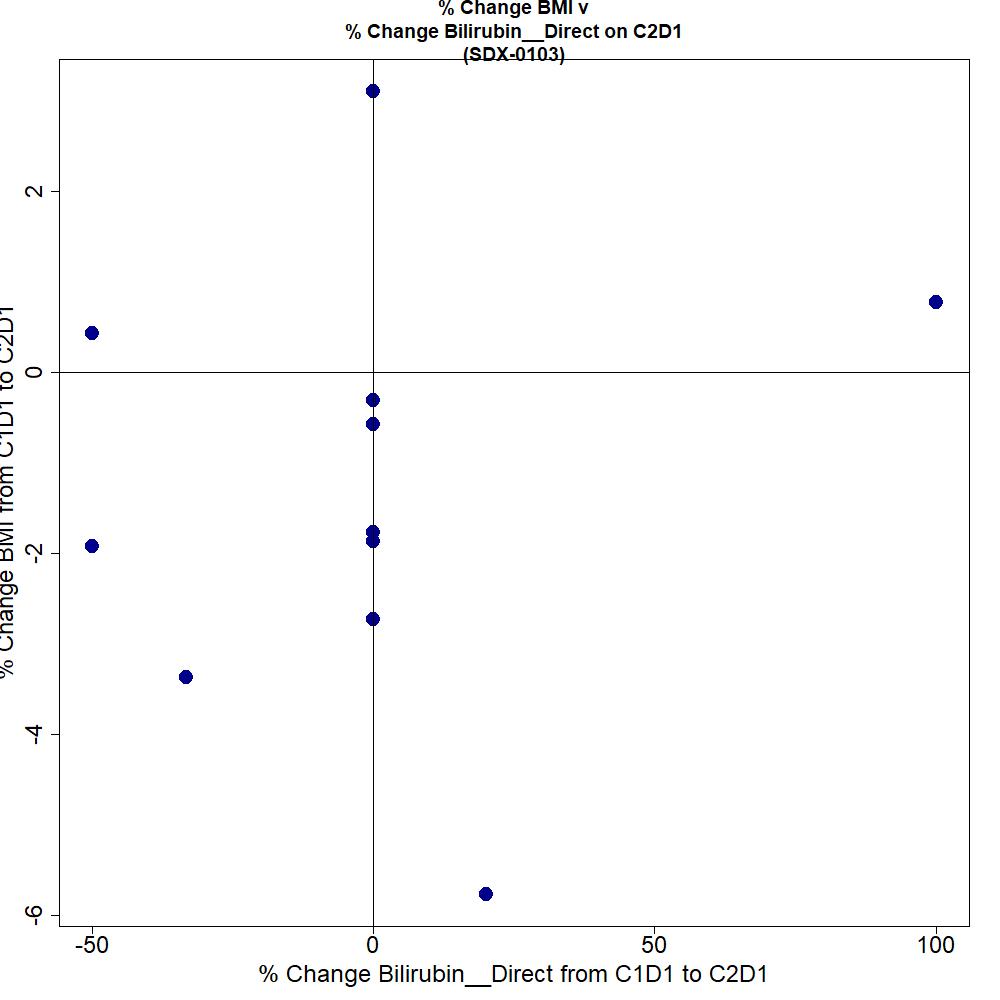 % Change BMI v
% Change Bilirubin__Direct on C2D1
(SDX-0103)
% Change BMI from C1D1 to C2D1
2
0
-2
-4
-6
-50
0
50
100
% Change Bilirubin__Direct from C1D1 to C2D1